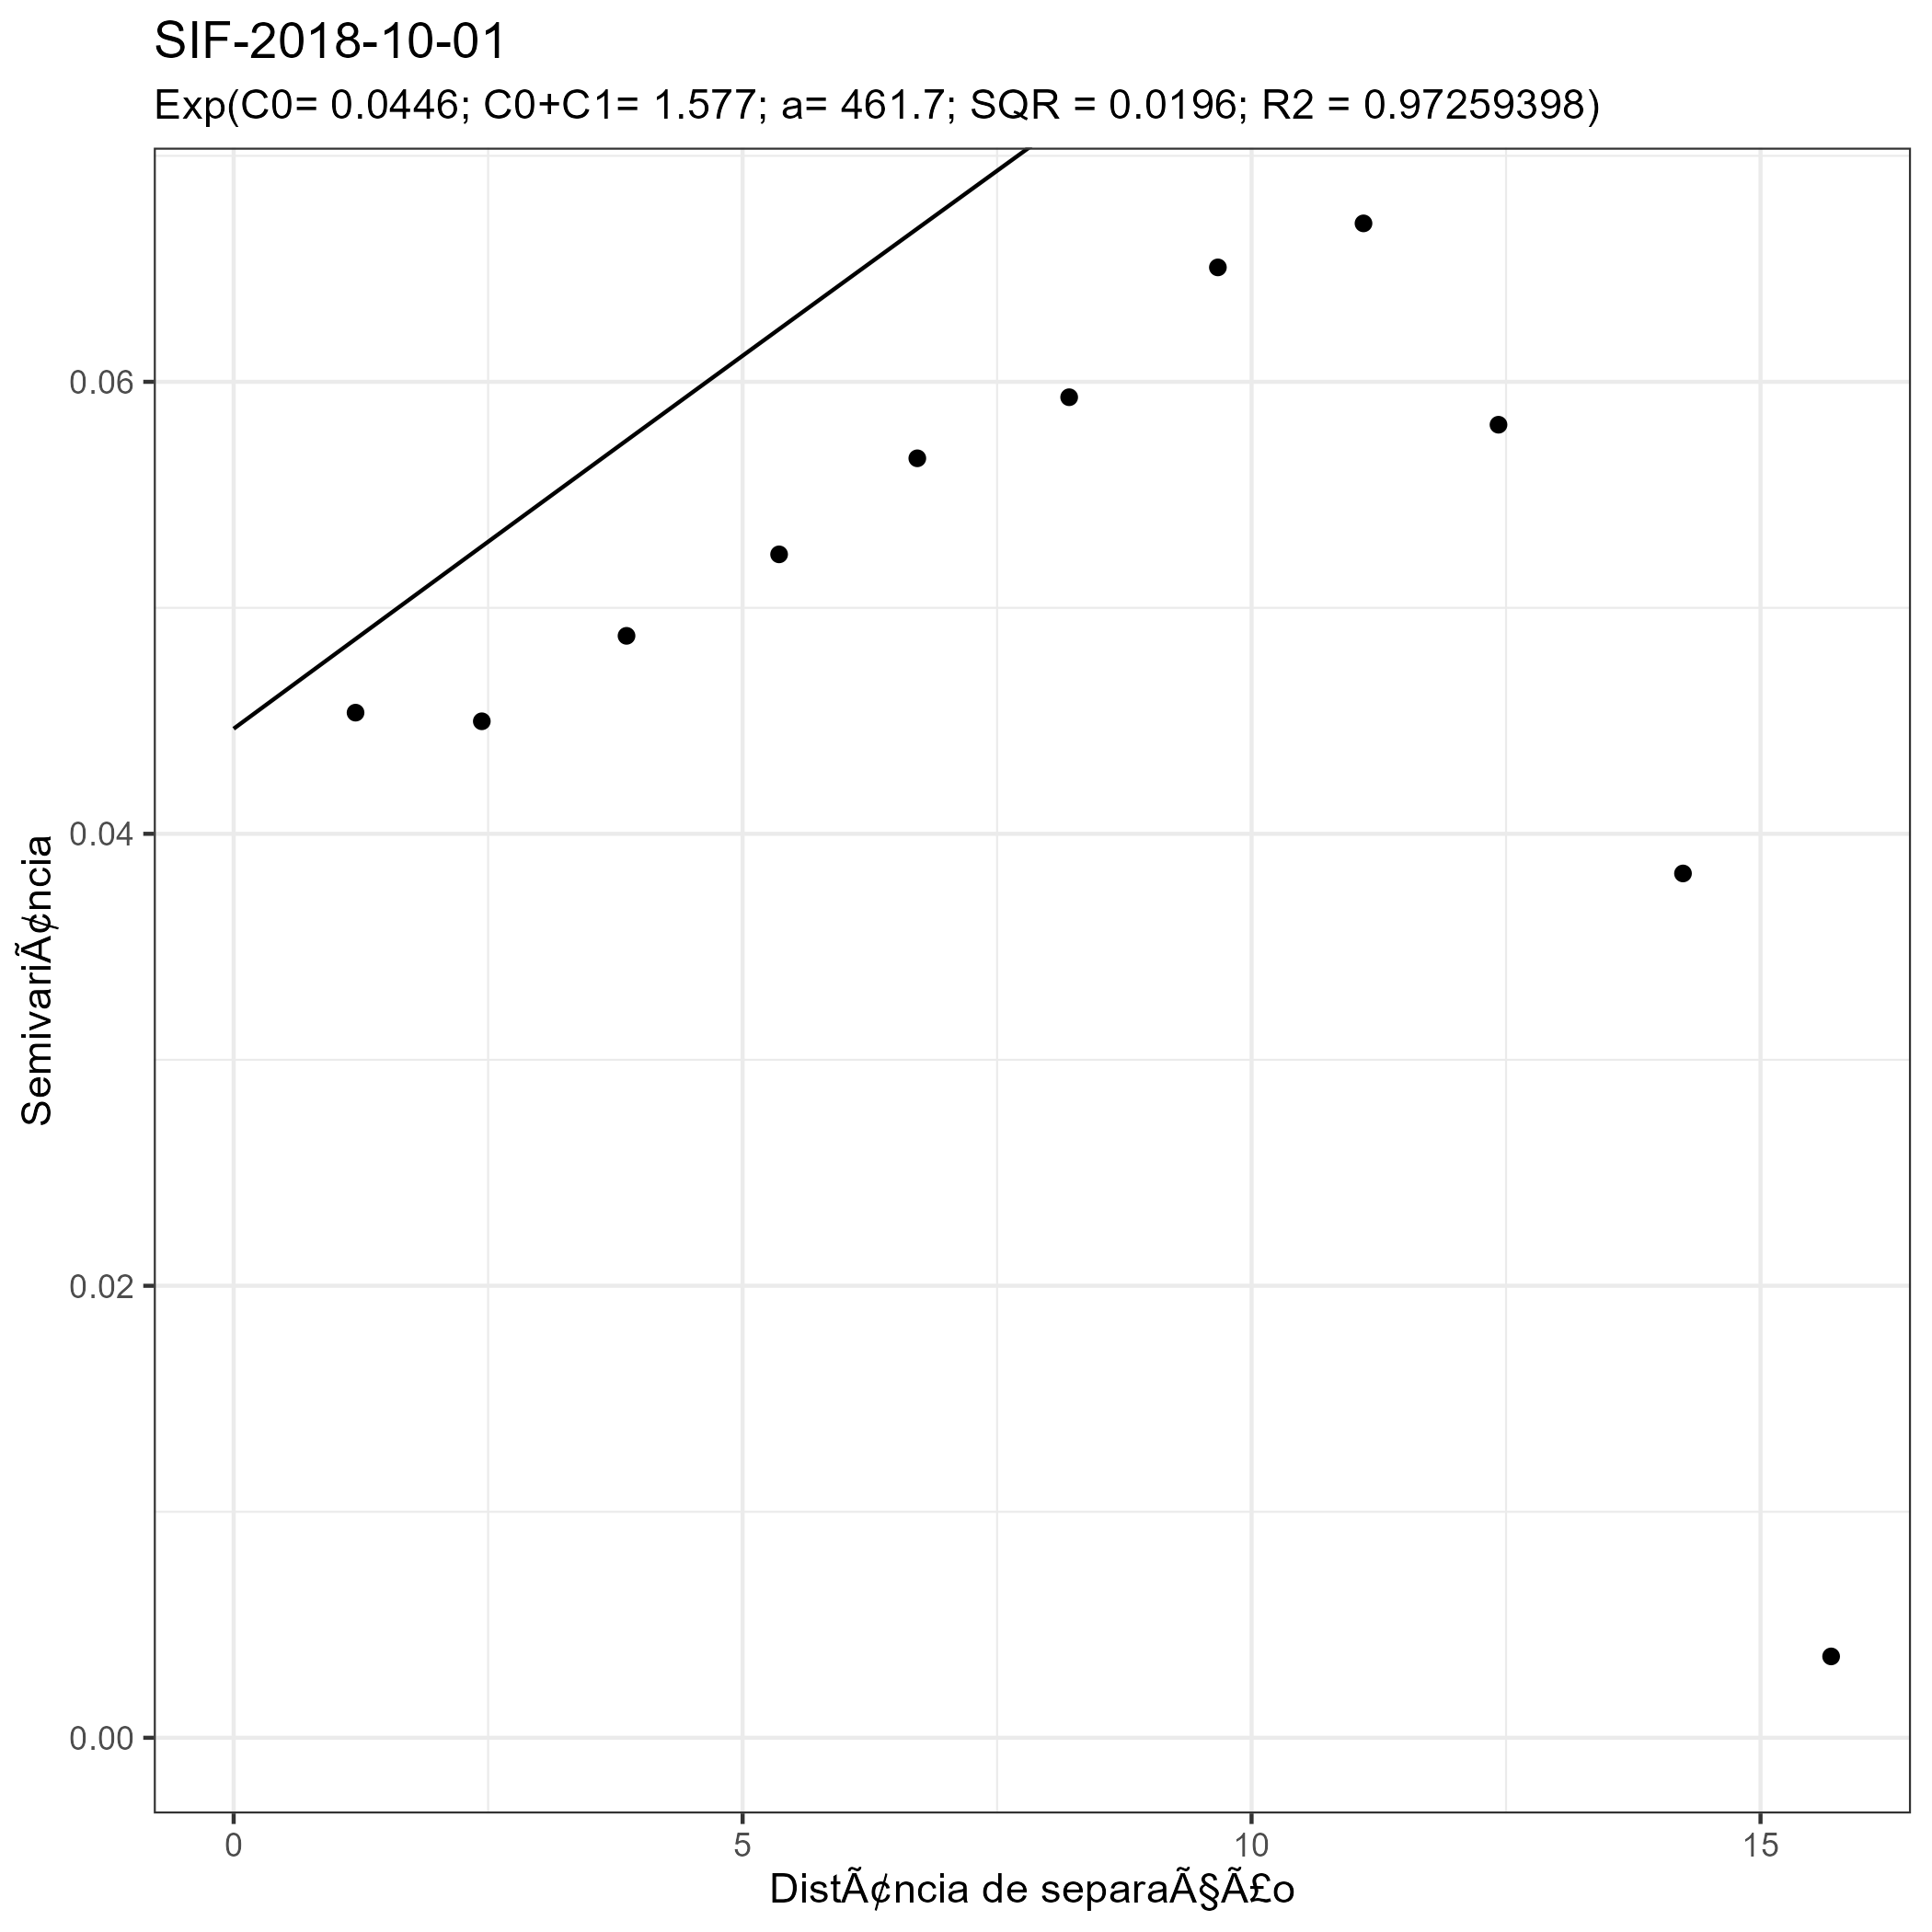 SIF-2018-10-01
Exp(C0= 0.0446; C0+C1= 1.577; a= 461.7; SQR = 0.0196; R2 = 0.97259398)
0.06
0.04
0.02
0.00
SemivariÃ¢ncia
0 5 10 15
DistÃ¢ncia de separaÃ§Ã£o